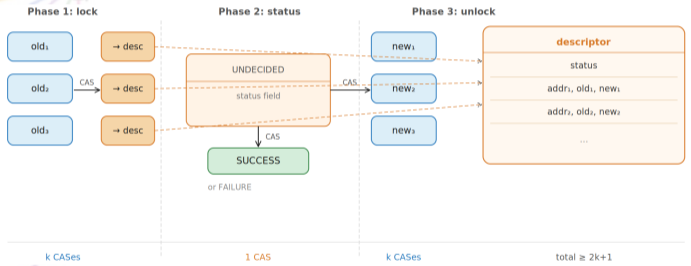 Phase 1: lock
Phase 2: status
Phase 3: unlock
old₁
→ desc
new₁
descriptor
status
old₂
CAS
→ desc
UNDECIDED
status field
CAS
new₂
addr₁, old₁, new₁
addr₂, old₂, new₂
old₃
→ desc
CAS
new₃
...
SUCCESS
or FAILURE
k CASes
1 CAS
k CASes
total ≥ 2k+1